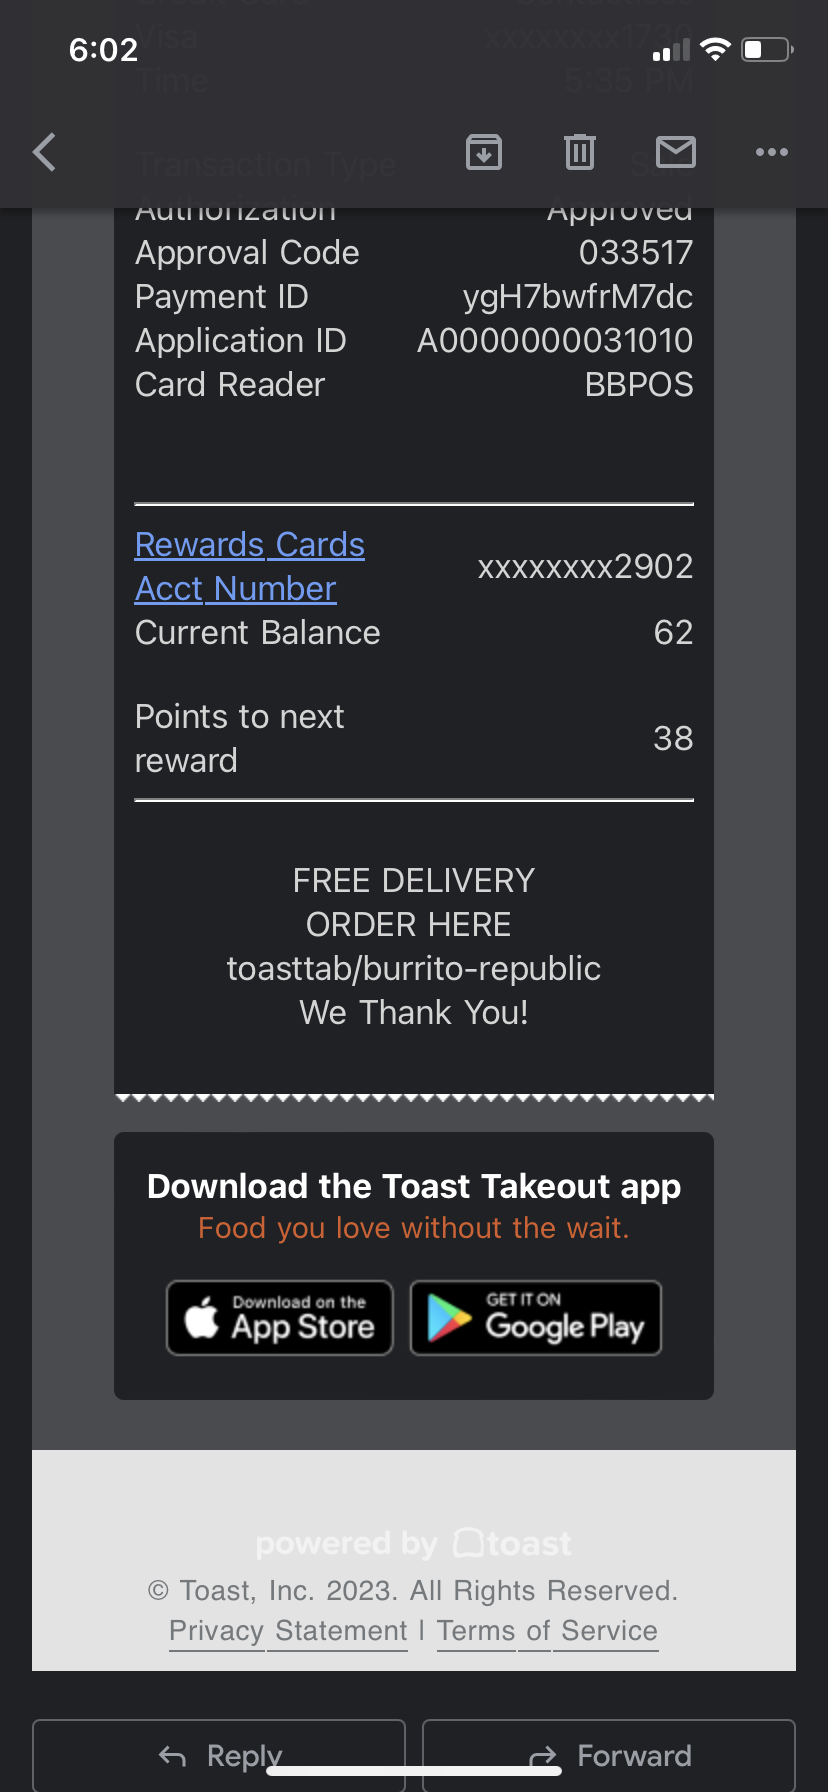 6:02
Visa xxxxxxxx1730
Time 5:35 PM
Transaction Type Sale
Authorization Approved
Approval Code 033517
Payment ID ygH7bwfrM7dc
Application ID A0000000031010
Card Reader BBPOS
Rewards Cards
Acct Number xxxxxxxx2902
Current Balance 62
Points to next
reward 38
FREE DELIVERY
ORDER HERE
toasttab/burrito-republic
We Thank You!
Download the Toast Takeout app
Food you love without the wait.
Download on the
App Store
GET IT ON
Google Play
powered by toast
© Toast, Inc. 2023. All Rights Reserved.
Privacy Statement | Terms of Service
Reply Forward